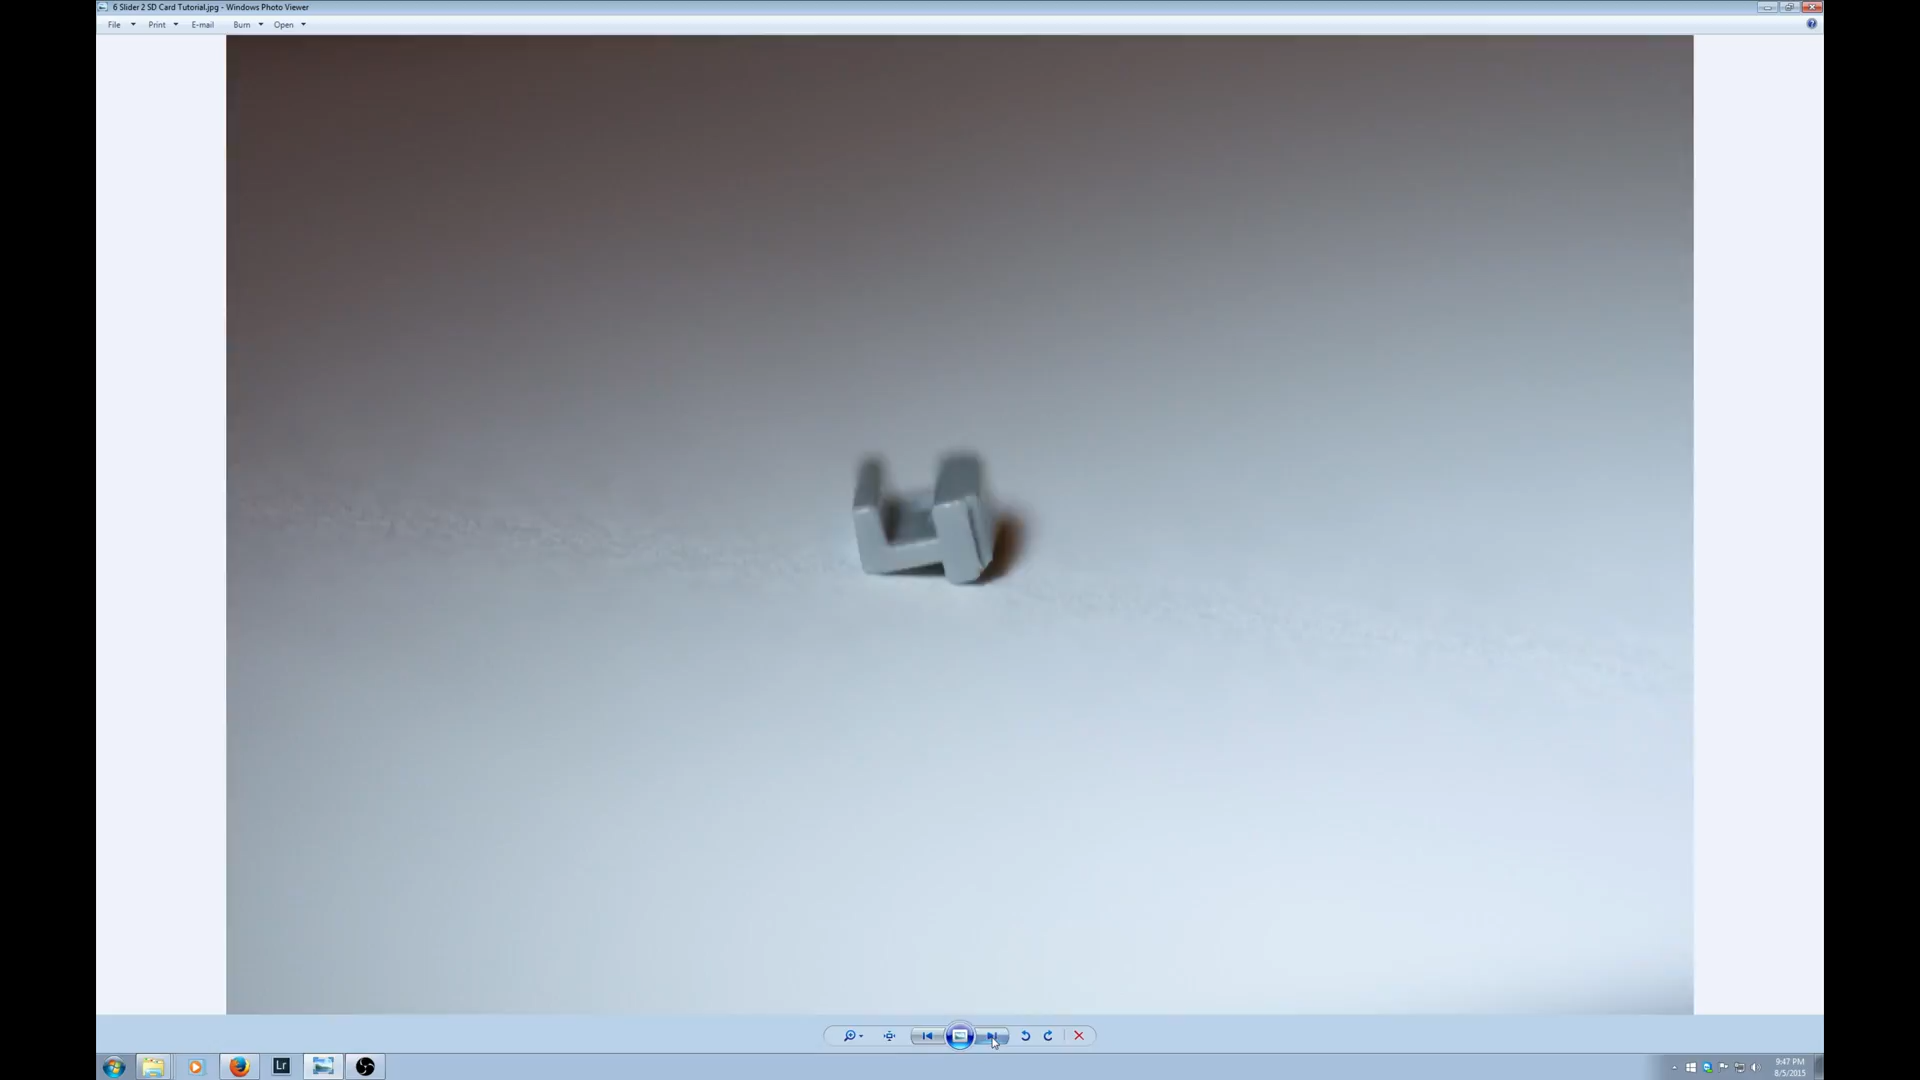 6 Slider 2 SD Card Tutorial.jpg - Windows Photo Viewer
File Print E-mail Burn Open
Lr
9:47 PM
8/5/2015